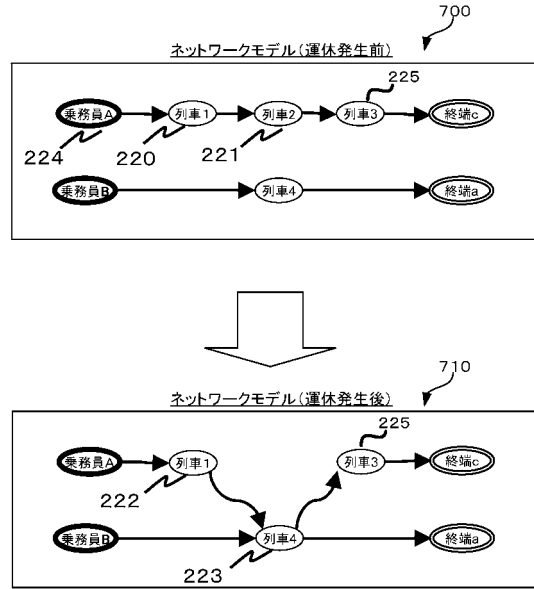 700
ネットワークモデル(運休発生前)
乗務員A
列車1
列車2
列車3
225
終端c
224
220
221
乗務員B
列車4
終端a
710
ネットワークモデル(運休発生後)
乗務員A
列車1
225
列車3
終端c
222
乗務員B
列車4
終端a
223